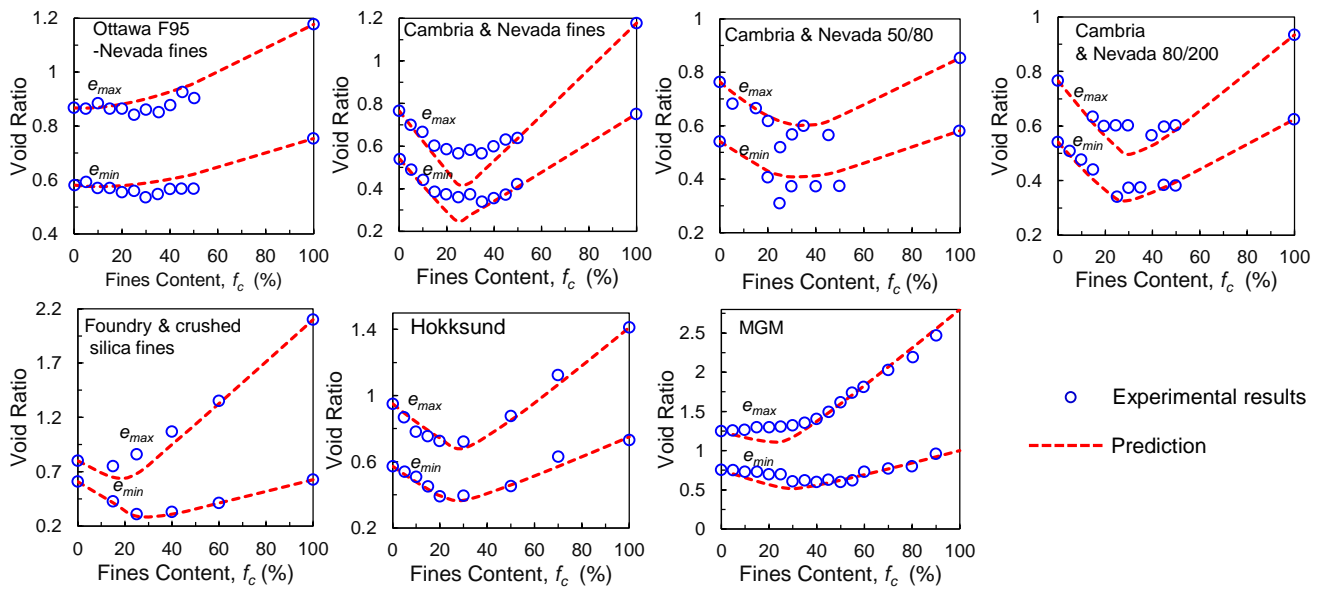 Ottawa F95
-Nevada fines
e_max
e_min
Void Ratio
1.2
1
0.8
0.6
0.4
0 20 40 60 80 100
Fines Content, f_c (%)
Cambria & Nevada fines
e_max
e_min
Void Ratio
1.2
1
0.8
0.6
0.4
0.2
0 20 40 60 80 100
Fines Content, f_c (%)
Cambria & Nevada 50/80
e_max
e_min
Void Ratio
1
0.8
0.6
0.4
0.2
0 20 40 60 80 100
Fines Content, f_c (%)
Cambria
& Nevada 80/200
e_max
e_min
Void Ratio
1
0.8
0.6
0.4
0.2
0 20 40 60 80 100
Fines Content, f_c (%)
Foundry & crushed
silica fines
e_max
e_min
Void Ratio
2.2
1.7
1.2
0.7
0.2
0 20 40 60 80 100
Fines Content, f_c (%)
Hokksund
e_max
e_min
Void Ratio
1.4
1
0.6
0.2
0 20 40 60 80 100
Fines Content, f_c (%)
MGM
e_max
e_min
Void Ratio
2.5
2
1.5
1
0.5
0
0 20 40 60 80 100
Fines Content, f_c (%)
Experimental results
Prediction